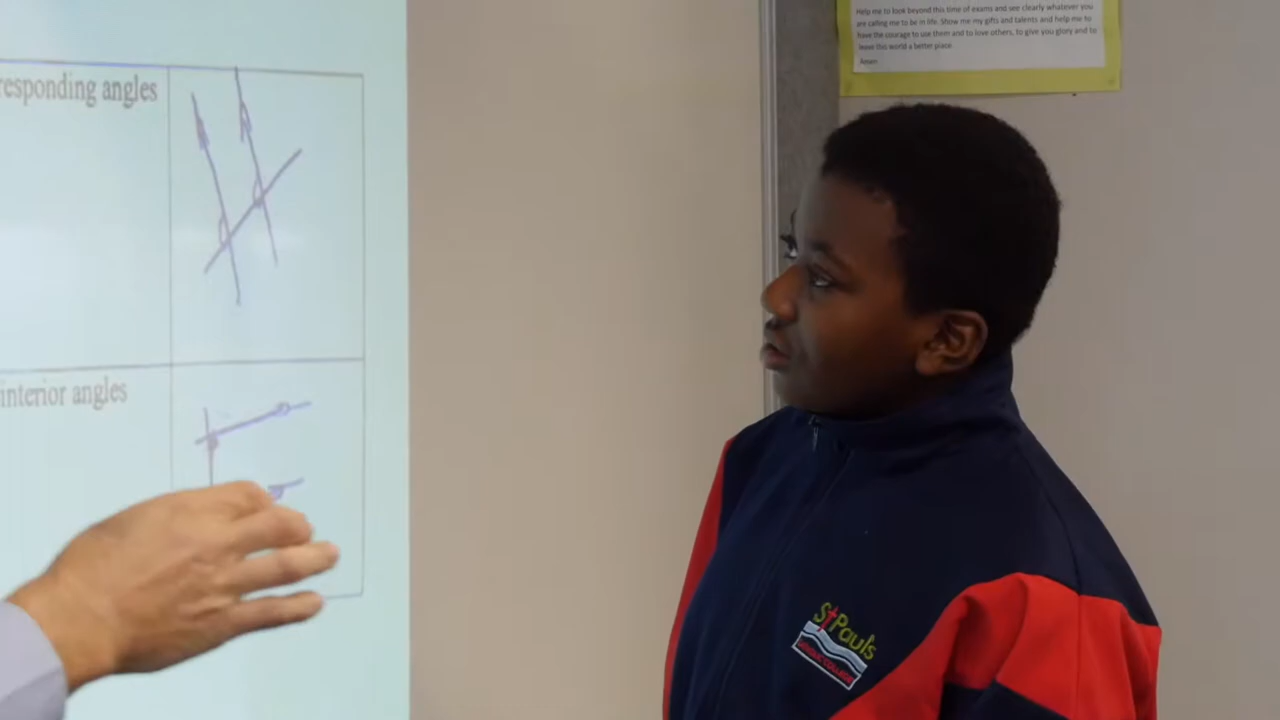 Help me to look beyond this time of exams and see clearly whatever you
are calling me to be in life. Show me my gifts and talents and help me to
have the courage to use them and to love others, to give you glory and to
leave this world a better place.
Amen
responding angles
interior angles
St Paul's